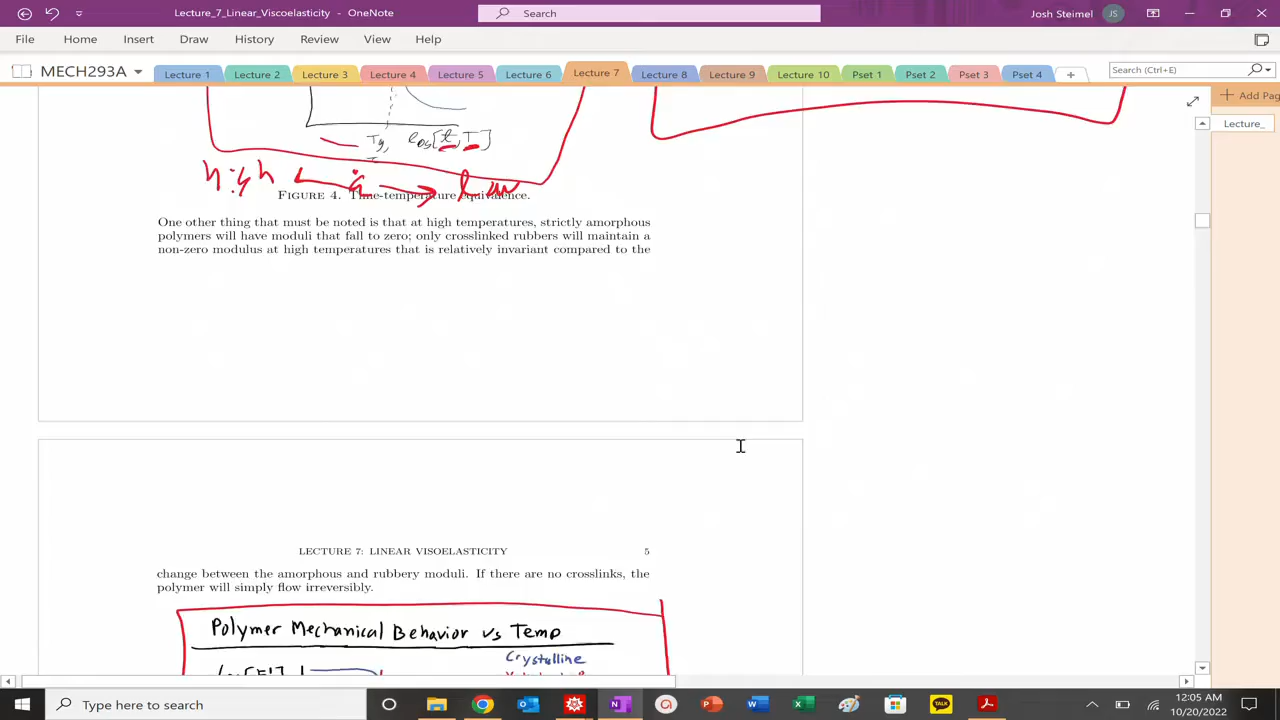 Lecture_7_Linear_Viscoelasticity - OneNote
Search
Josh Steimel
JS
File Home Insert Draw History Review View Help
MECH293A
Lecture 1 Lecture 2 Lecture 3 Lecture 4 Lecture 5 Lecture 6 Lecture 7 Lecture 8 Lecture 9 Lecture 10 Pset 1 Pset 2 Pset 3 Pset 4
Search (Ctrl+E)
Add Pag
Lecture_
Tg, log[t, T]
high
low
FIGURE 4. Time-temperature equivalence.
One other thing that must be noted is that at high temperatures, strictly amorphous
polymers will have moduli that fall to zero; only crosslinked rubbers will maintain a
non-zero modulus at high temperatures that is relatively invariant compared to the
LECTURE 7: LINEAR VISOELASTICITY 5
change between the amorphous and rubbery moduli. If there are no crosslinks, the
polymer will simply flow irreversibly.
Polymer Mechanical Behavior vs Temp
Crystalline
Type here to search
TALK
12:05 AM
10/20/2022